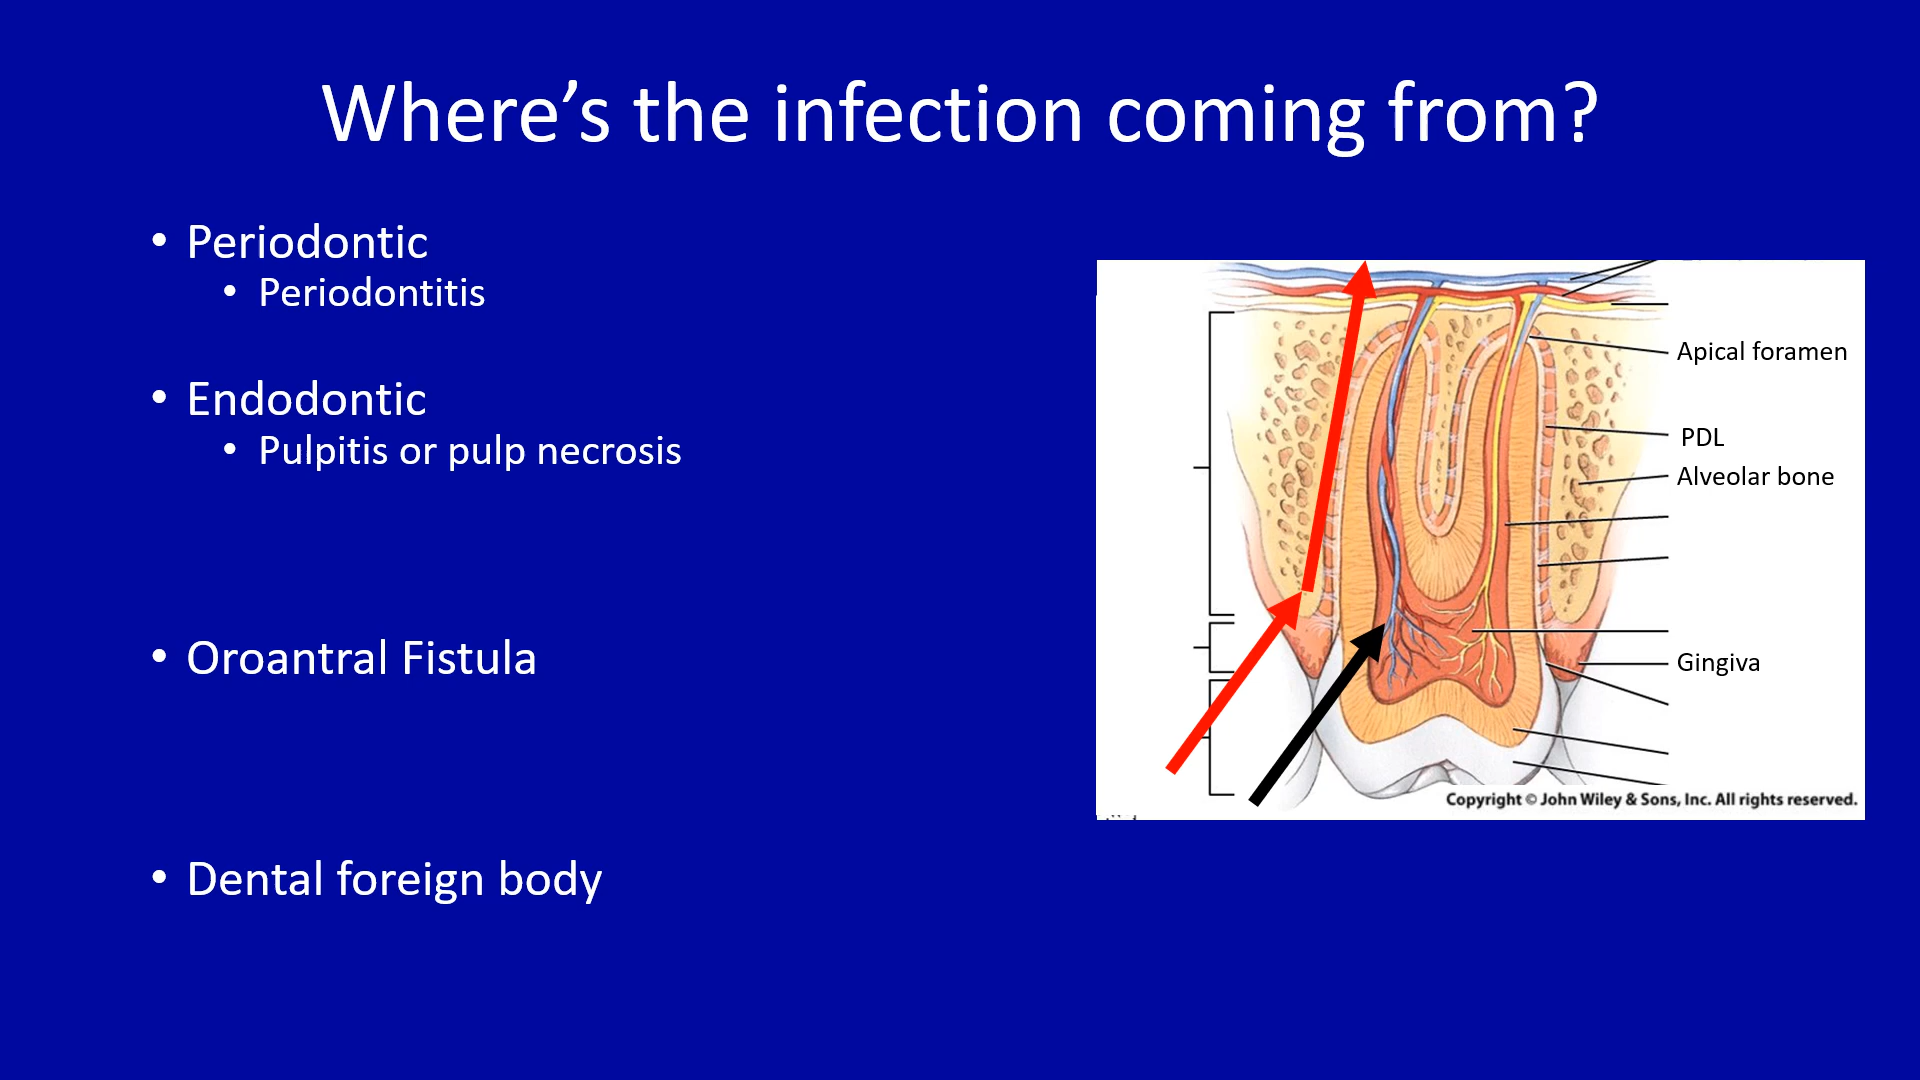 Where’s the infection coming from?
• Periodontic
• Periodontitis
• Endodontic
• Pulpitis or pulp necrosis
• Oroantral Fistula
• Dental foreign body
Apical foramen
PDL
Alveolar bone
Gingiva
Copyright © John Wiley & Sons, Inc. All rights reserved.